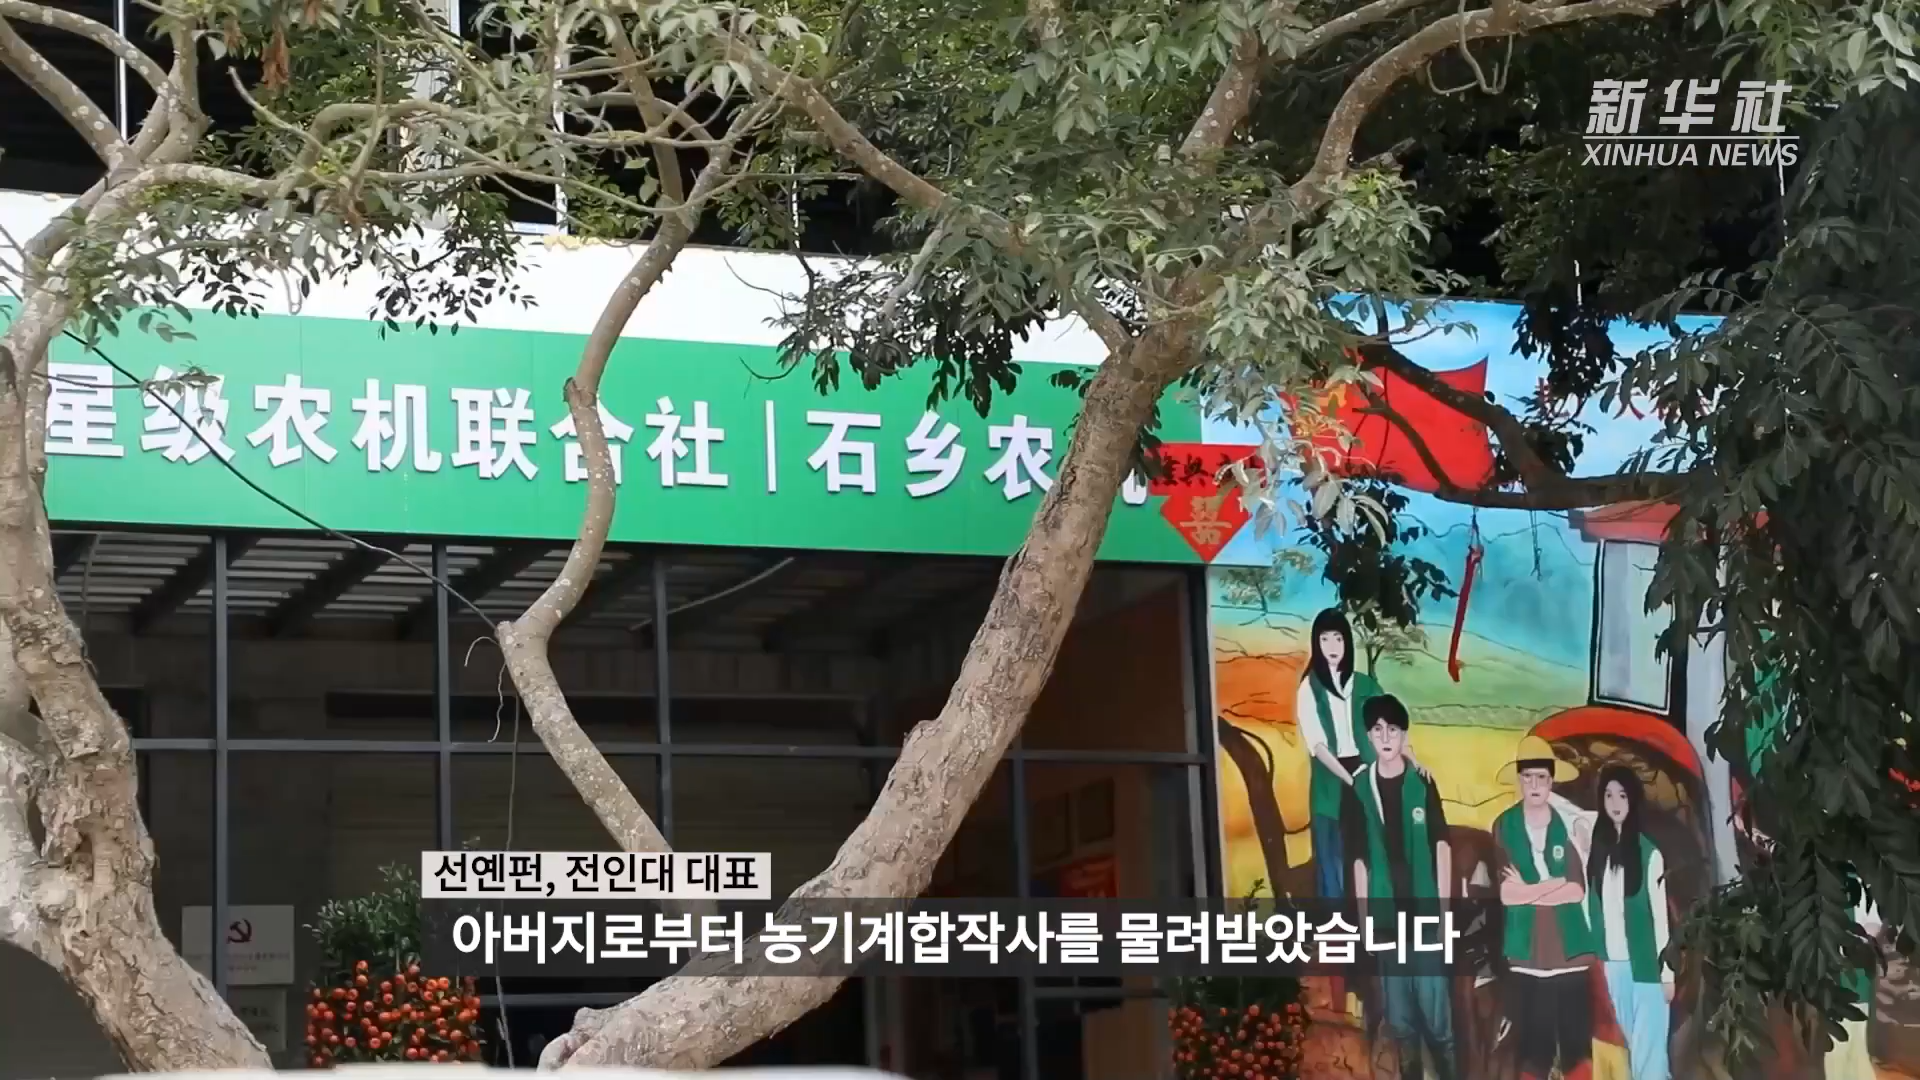 新华社
XINHUA NEWS
星级农机联合社|石乡农机
선옌펀, 전인대 대표
아버지로부터 농기계합작사를 물려받았습니다